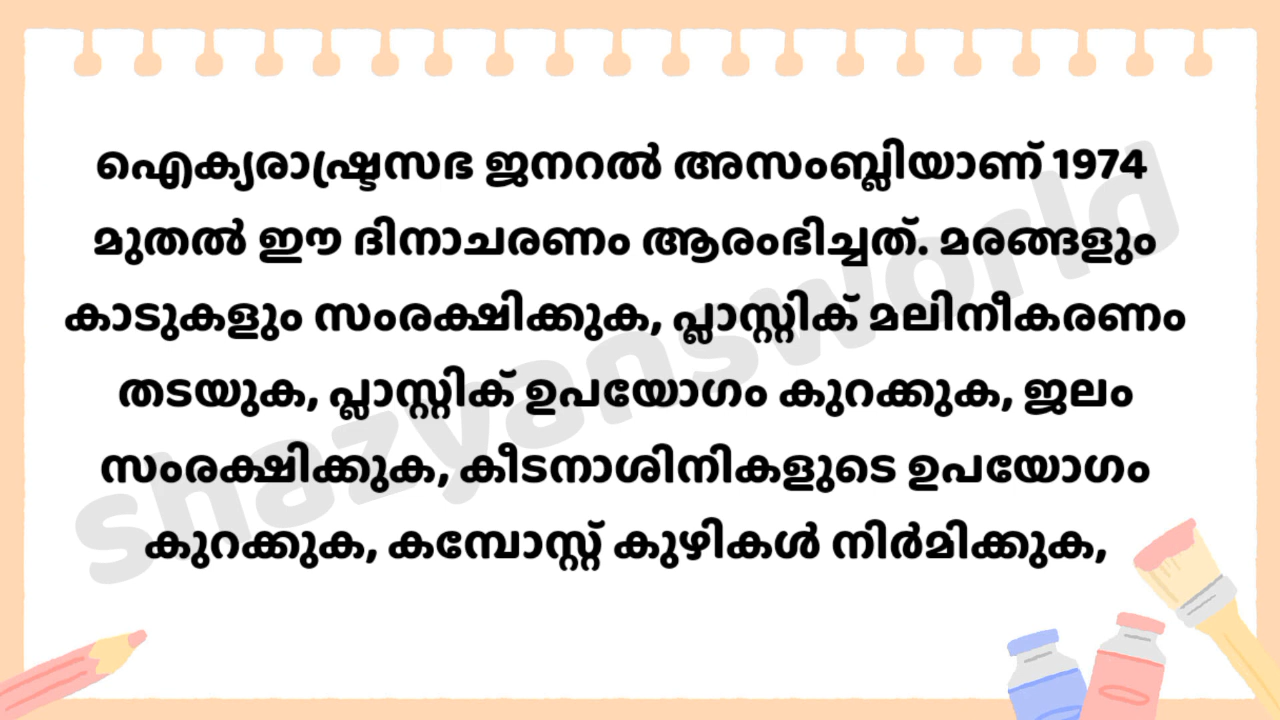 ഐക്യരാഷ്ട്രസഭ ജനറൽ അസംബ്ലിയാണ് 1974
മുതൽ ഈ ദിനാചരണം ആരംഭിച്ചത്. മരങ്ങളും
കാടുകളും സംരക്ഷിക്കുക, പ്ലാസ്റ്റിക് മലിനീകരണം
തടയുക, പ്ലാസ്റ്റിക് ഉപയോഗം കുറക്കുക, ജലം
സംരക്ഷിക്കുക, കീടനാശിനികളുടെ ഉപയോഗം
കുറക്കുക, കമ്പോസ്റ്റ് കുഴികൾ നിർമിക്കുക,
shazyansworld